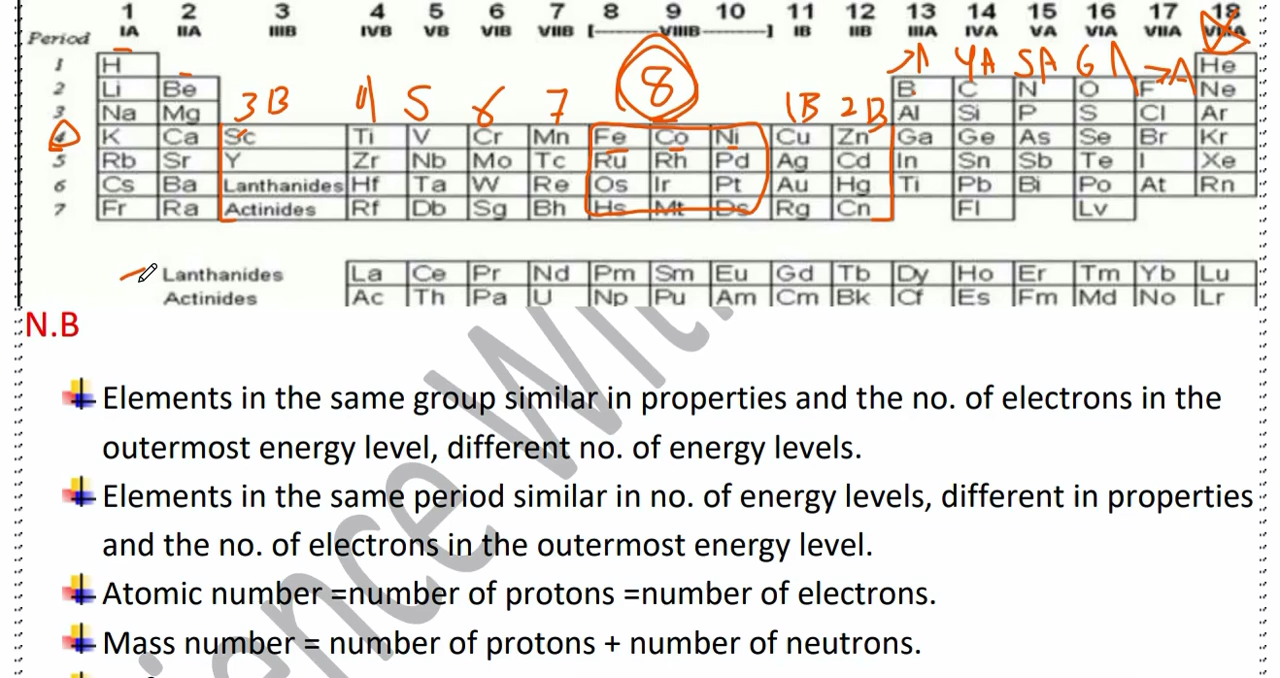 1 2 3 4 5 6 7 8 9 10 11 12 13 14 15 16 17 18
Period IA IIA IIIB IVB VB VIB VIIB [-------VIIIB---------] IB IIB IIIA IVA VA VIA VIIA
8 4A 5A 6A 7A
1 H He
2 Li Be B C N O F Ne
3B 5 6 7 1B 2B
3 Na Mg Al Si P S Cl Ar
4 K Ca Sc Ti V Cr Mn Fe Co Ni Cu Zn Ga Ge As Se Br Kr
5 Rb Sr Y Zr Nb Mo Tc Ru Rh Pd Ag Cd In Sn Sb Te I Xe
6 Cs Ba Lanthanides Hf Ta W Re Os Ir Pt Au Hg Ti Pb Bi Po At Rn
7 Fr Ra Actinides Rf Db Sg Bh Hs Mt Ds Rg Cn Fl Lv
Lanthanides La Ce Pr Nd Pm Sm Eu Gd Tb Dy Ho Er Tm Yb Lu
Actinides Ac Th Pa U Np Pu Am Cm Bk Cf Es Fm Md No Lr
N.B
Elements in the same group similar in properties and the no. of electrons in the
outermost energy level, different no. of energy levels.
Elements in the same period similar in no. of energy levels, different in properties
and the no. of electrons in the outermost energy level.
Atomic number =number of protons =number of electrons.
Mass number = number of protons + number of neutrons.